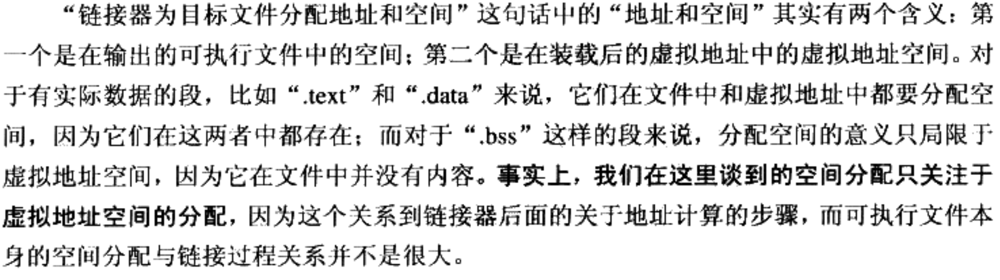 “链接器为目标文件分配地址和空间”这句话中的“地址和空间”其实有两个含义：第
一个是在输出的可执行文件中的空间；第二个是在装载后的虚拟地址中的虚拟地址空间。对
于有实际数据的段，比如“.text”和“.data”来说，它们在文件中和虚拟地址中都要分配空
间，因为它们在这两者中都存在；而对于“.bss”这样的段来说，分配空间的意义只局限于
虚拟地址空间，因为它在文件中并没有内容。事实上，我们在这里谈到的空间分配只关注于
虚拟地址空间的分配，因为这个关系到链接器后面的关于地址计算的步骤，而可执行文件本
身的空间分配与链接过程关系并不是很大。